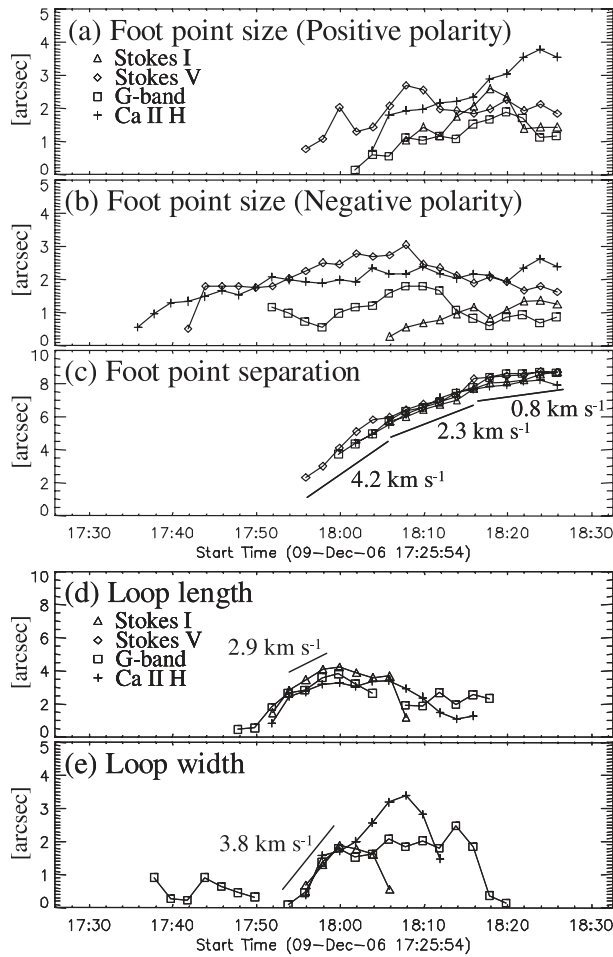 (a) Foot point size (Positive polarity)
Stokes I
Stokes V
G-band
Ca II H
[arcsec]
5
4
3
2
1
0
(b) Foot point size (Negative polarity)
[arcsec]
5
4
3
2
1
0
(c) Foot point separation
[arcsec]
10
8
6
4
2
0
4.2 km s-1
2.3 km s-1
0.8 km s-1
17:30 17:40 17:50 18:00 18:10 18:20 18:30
Start Time (09-Dec-06 17:25:54)
(d) Loop length
Stokes I
Stokes V
G-band
Ca II H
[arcsec]
10
8
6
4
2
0
2.9 km s-1
(e) Loop width
[arcsec]
5
4
3
2
1
0
3.8 km s-1
17:30 17:40 17:50 18:00 18:10 18:20 18:30
Start Time (09-Dec-06 17:25:54)